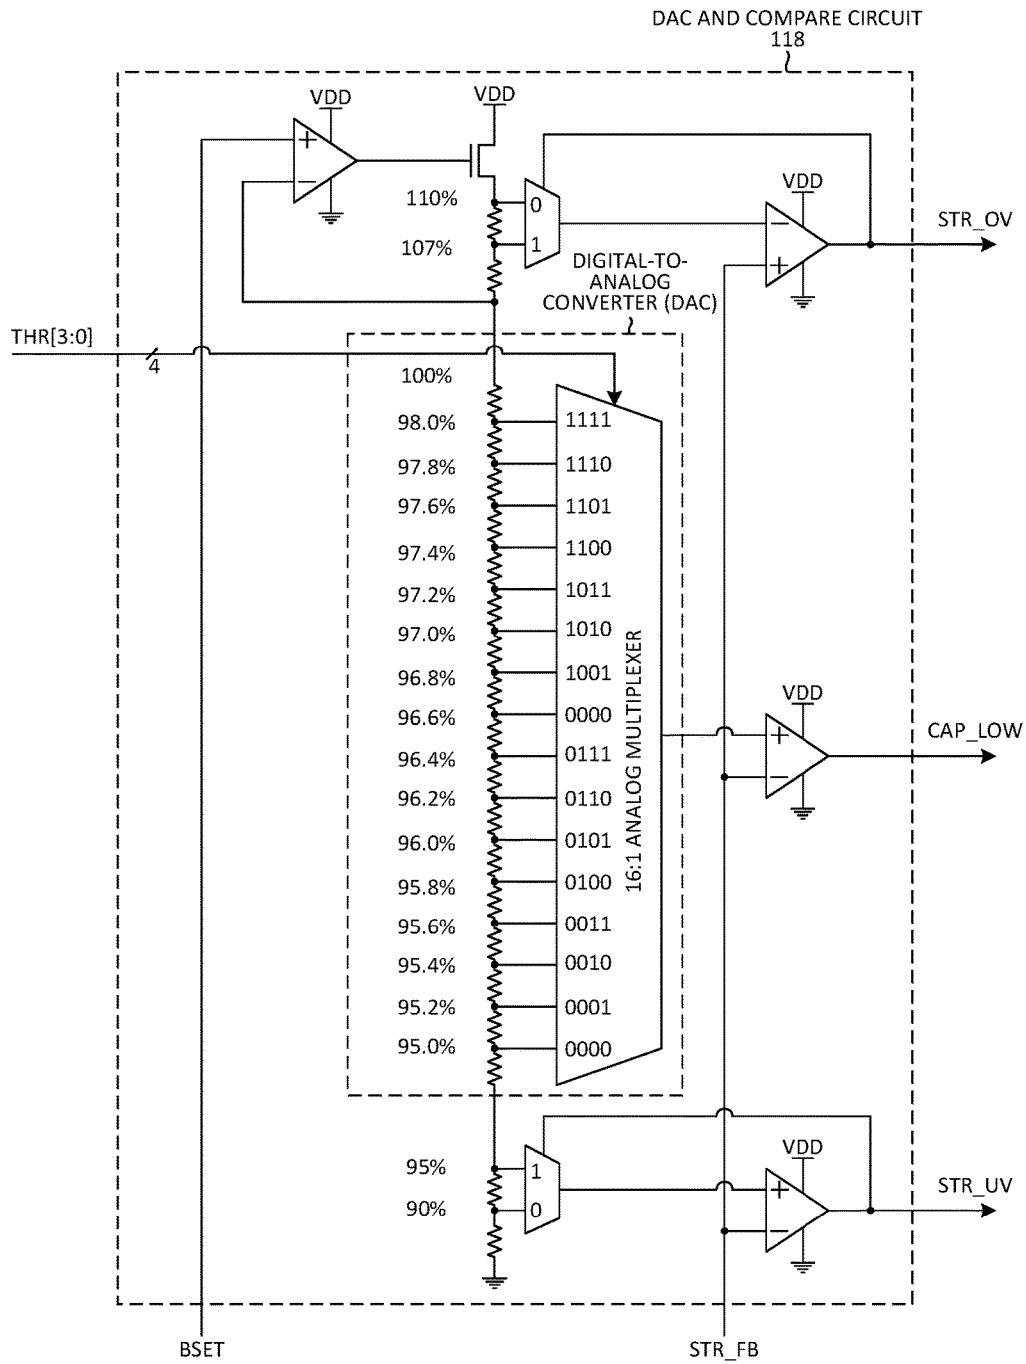 DAC AND COMPARE CIRCUIT
118
VDD
VDD
+
−
110%
107%
0
1
VDD
−
+
STR_OV
DIGITAL-TO-
ANALOG
CONVERTER (DAC)
THR[3:0]
4
100%
98.0% 1111
97.8% 1110
97.6% 1101
97.4% 1100
97.2% 1011
97.0% 1010
96.8% 1001
96.6% 0000
96.4% 0111
96.2% 0110
96.0% 0101
95.8% 0100
95.6% 0011
95.4% 0010
95.2% 0001
95.0% 0000
16:1 ANALOG MULTIPLEXER
VDD
+
−
CAP_LOW
95%
90%
1
0
VDD
+
−
STR_UV
BSET
STR_FB